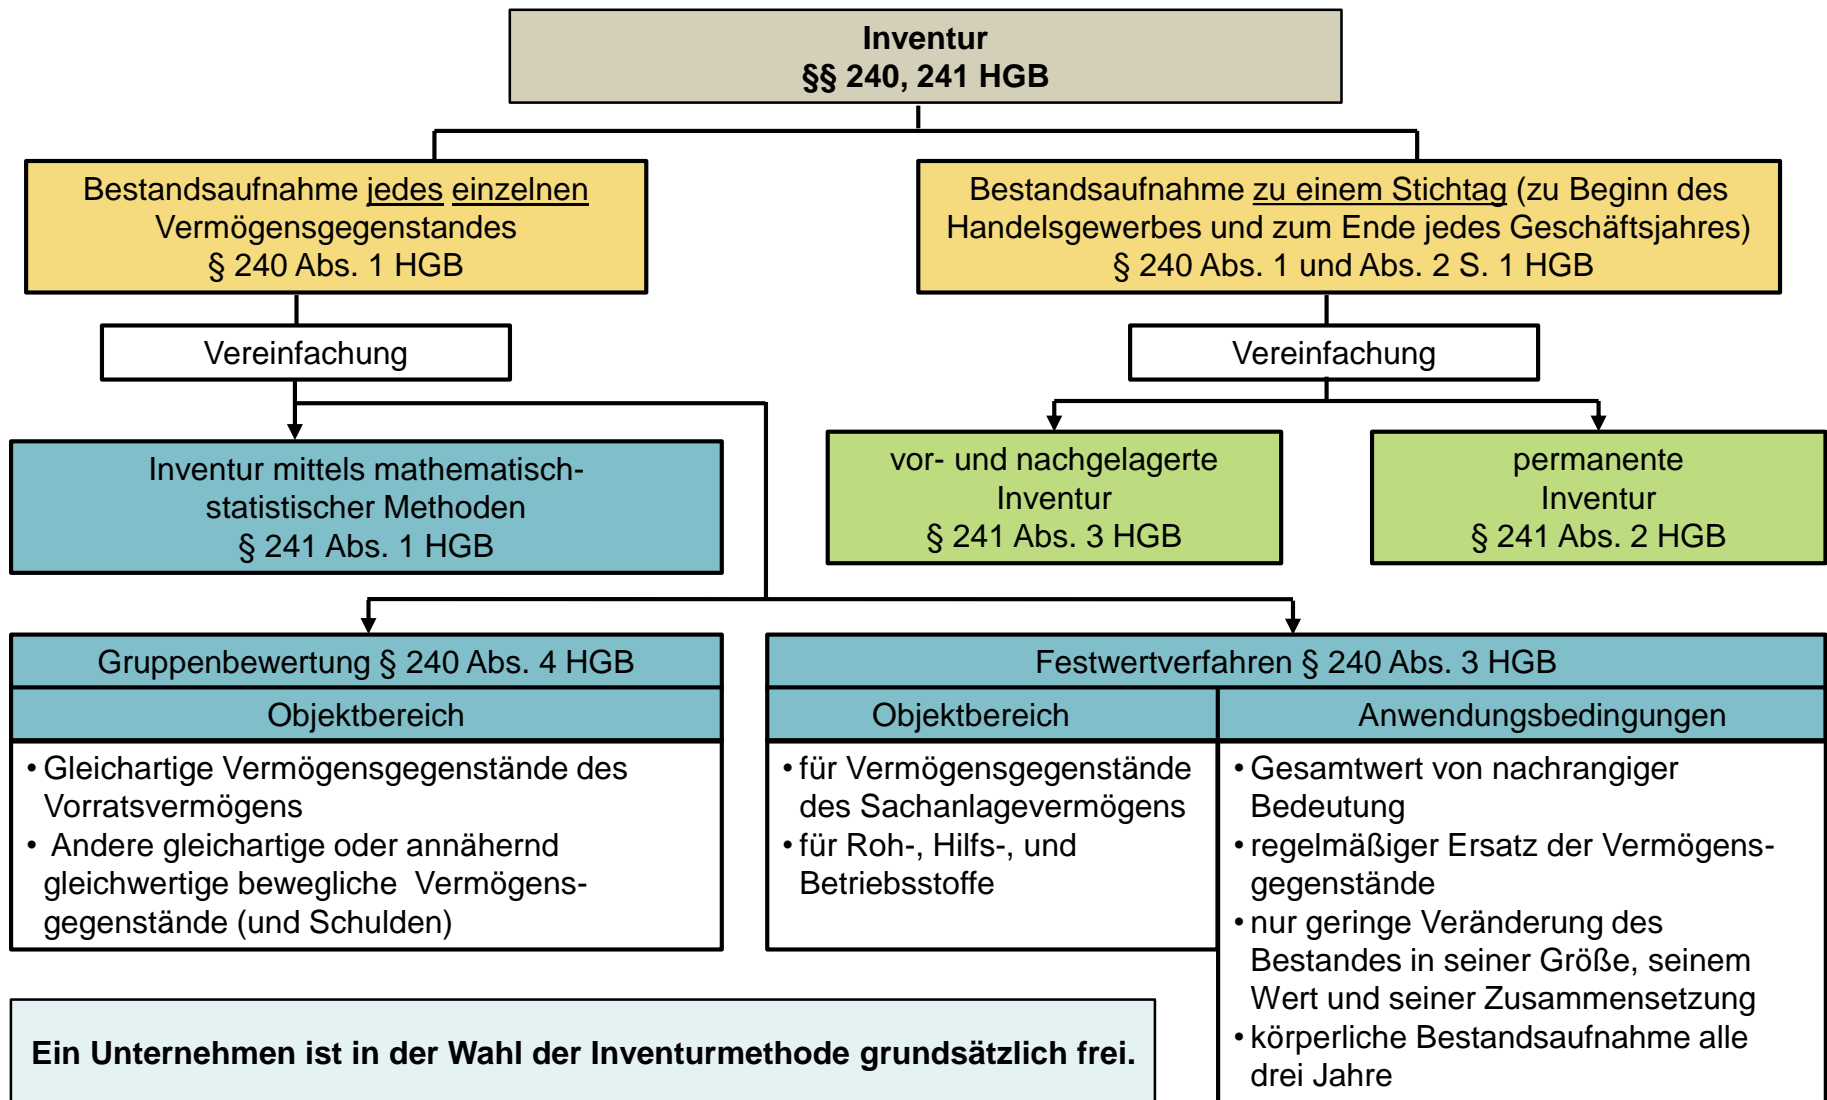 Inventur
§§ 240, 241 HGB
Bestandsaufnahme jedes einzelnen
Vermögensgegenstandes
§ 240 Abs. 1 HGB
Bestandsaufnahme zu einem Stichtag (zu Beginn des
Handelsgewerbes und zum Ende jedes Geschäftsjahres)
§ 240 Abs. 1 und Abs. 2 S. 1 HGB
Vereinfachung
Vereinfachung
Inventur mittels mathematisch-
statistischer Methoden
§ 241 Abs. 1 HGB
vor- und nachgelagerte
Inventur
§ 241 Abs. 3 HGB
permanente
Inventur
§ 241 Abs. 2 HGB
Gruppenbewertung § 240 Abs. 4 HGB
Objektbereich
• Gleichartige Vermögensgegenstände des
Vorratsvermögens
• Andere gleichartige oder annähernd
gleichwertige bewegliche Vermögens-
gegenstände (und Schulden)
Festwertverfahren § 240 Abs. 3 HGB
Objektbereich
• für Vermögensgegenstände
des Sachanlagevermögens
• für Roh-, Hilfs-, und
Betriebsstoffe
Anwendungsbedingungen
• Gesamtwert von nachrangiger
Bedeutung
• regelmäßiger Ersatz der Vermögens-
gegenstände
• nur geringe Veränderung des
Bestandes in seiner Größe, seinem
Wert und seiner Zusammensetzung
• körperliche Bestandsaufnahme alle
drei Jahre
Ein Unternehmen ist in der Wahl der Inventurmethode grundsätzlich frei.